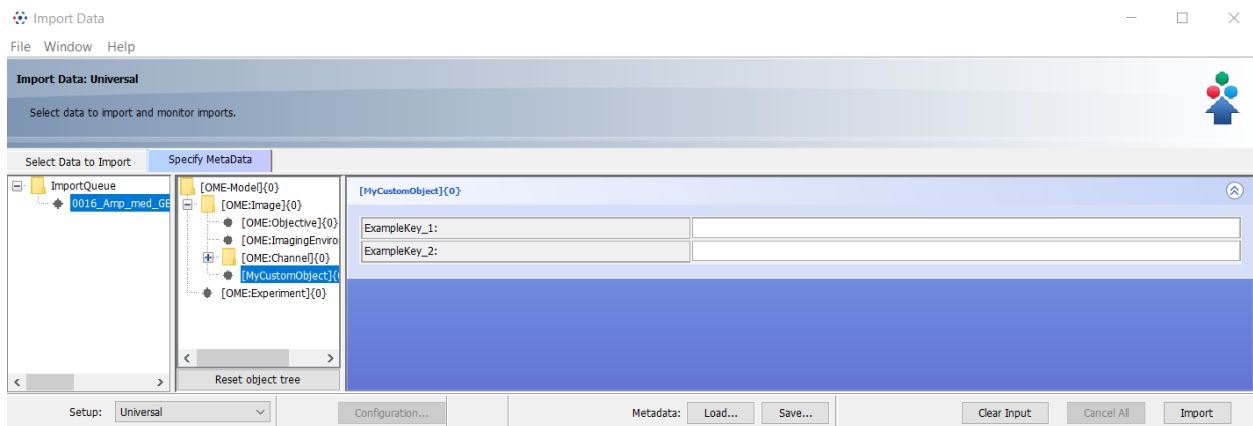 Import Data
File Window Help
Import Data: Universal
Select data to import and monitor imports.
Select Data to Import Specify MetaData
ImportQueue
0016_Amp_med_GE
[OME-Model]{0}
[OME:Image]{0}
[OME:Objective]{0}
[OME:ImagingEnviro
[OME:Channel]{0}
[MyCustomObject]{
[OME:Experiment]{0}
Reset object tree
[MyCustomObject]{0}
ExampleKey_1:
ExampleKey_2:
Setup: Universal Configuration... Metadata: Load... Save... Clear Input Cancel All Import